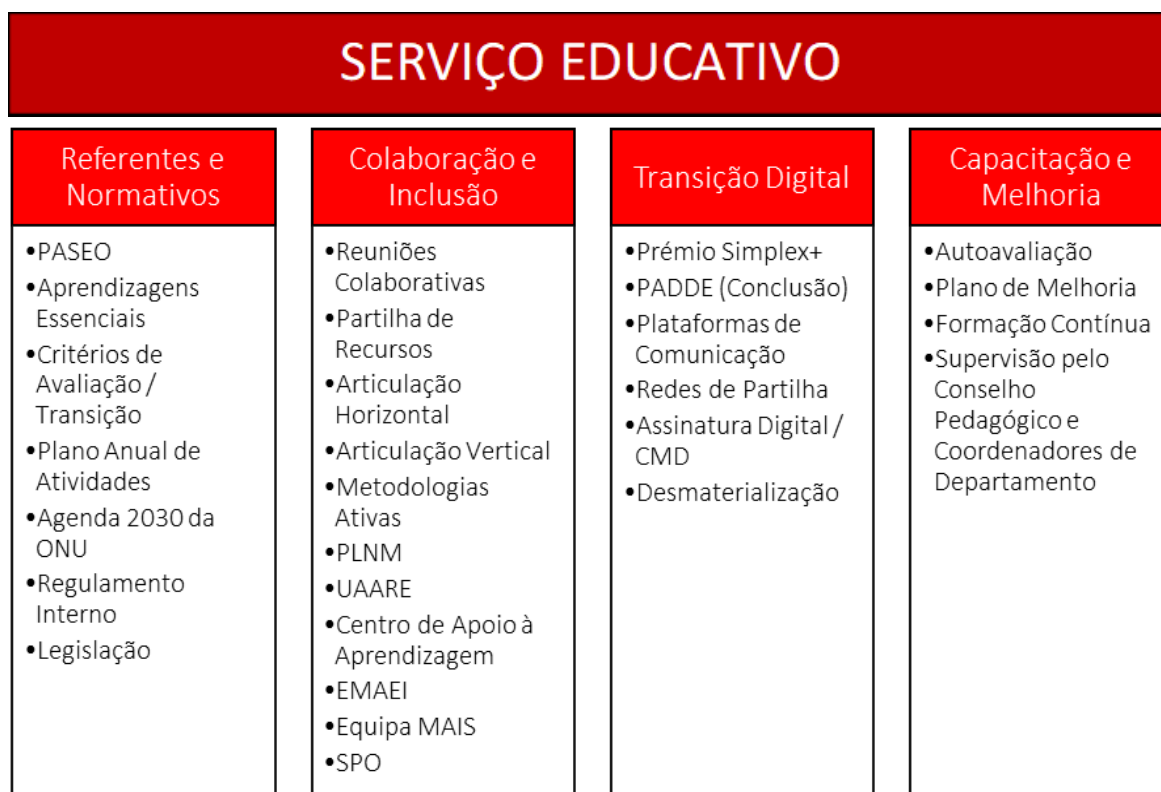 SERVIÇO EDUCATIVO
Referentes e
Normativos
•PASEO
•Aprendizagens
Essenciais
•Critérios de
Avaliação /
Transição
•Plano Anual de
Atividades
•Agenda 2030 da
ONU
•Regulamento
Interno
•Legislação
Colaboração e
Inclusão
•Reuniões
Colaborativas
•Partilha de
Recursos
•Articulação
Horizontal
•Articulação Vertical
•Metodologias
Ativas
•PLNM
•UAARE
•Centro de Apoio à
Aprendizagem
•EMAEI
•Equipa MAIS
•SPO
Transição Digital
•Prémio Simplex+
•PADDE (Conclusão)
•Plataformas de
Comunicação
•Redes de Partilha
•Assinatura Digital /
CMD
•Desmaterialização
Capacitação e
Melhoria
•Autoavaliação
•Plano de Melhoria
•Formação Contínua
•Supervisão pelo
Conselho
Pedagógico e
Coordenadores de
Departamento